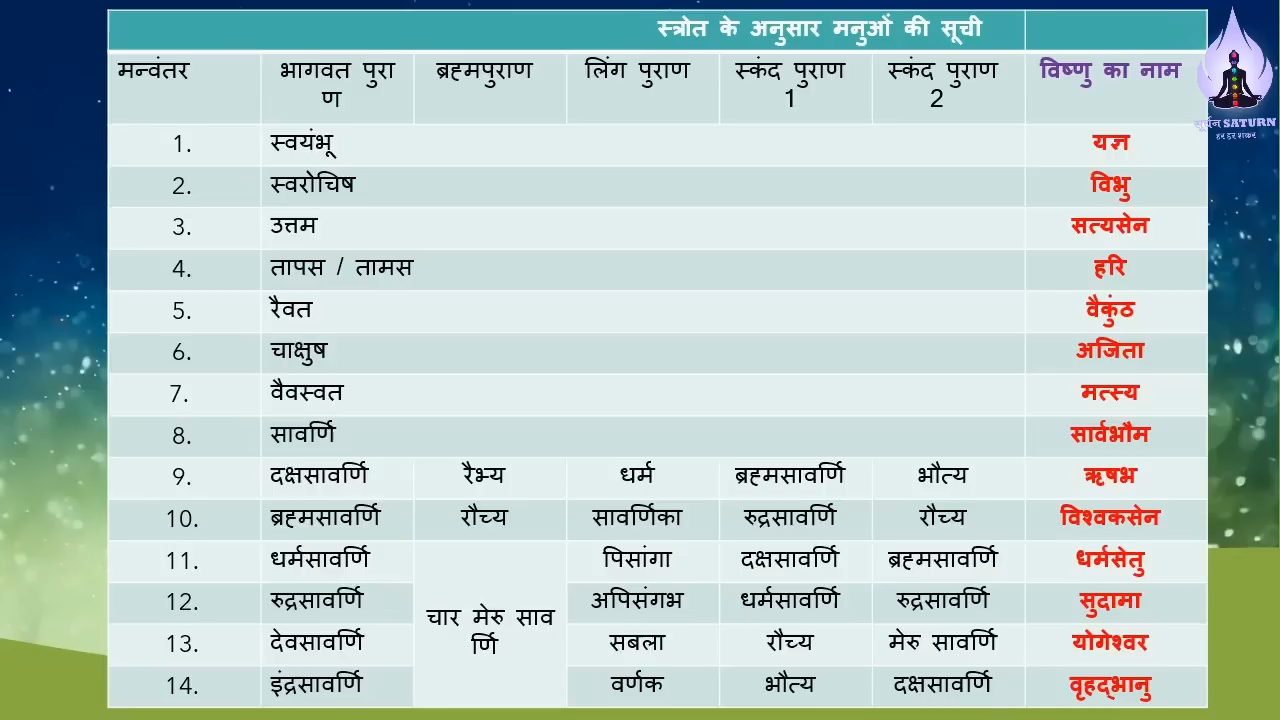 स्त्रोत के अनुसार मनुओं की सूची
मन्वंतर भागवत पुरा ब्रह्मपुराण लिंग पुराण स्कंद पुराण स्कंद पुराण विष्णु का नाम
ण 1 2
सूर्पन SATURN
हर हर शंकर
1. स्वयंभू यज्ञ
2. स्वरोचिष विभु
3. उत्तम सत्यसेन
4. तापस / तामस हरि
5. रैवत वैकुंठ
6. चाक्षुष अजिता
7. वैवस्वत मत्स्य
8. सावर्णि सार्वभौम
9. दक्षसावर्णि रैभ्य धर्म ब्रह्मसावर्णि भौत्य ऋषभ
10. ब्रह्मसावर्णि रौच्य सावर्णिका रुद्रसावर्णि रौच्य विश्वकसेन
11. धर्मसावर्णि पिसांगा दक्षसावर्णि ब्रह्मसावर्णि धर्मसेतु
12. रुद्रसावर्णि अपिसंगभ धर्मसावर्णि रुद्रसावर्णि सुदामा
चार मेरु साव
र्णि
13. देवसावर्णि सबला रौच्य मेरु सावर्णि योगेश्वर
14. इंद्रसावर्णि वर्णक भौत्य दक्षसावर्णि वृहद्भानु